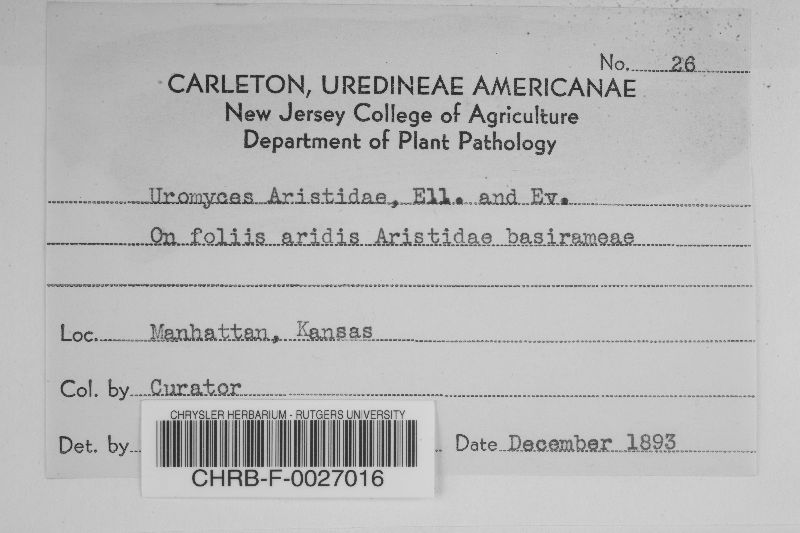 No. 26
CARLETON, UREDINEAE AMERICANAE
New Jersey College of Agriculture
Department of Plant Pathology
Uromyces Aristidae, Ell. and Ev.
On foliis aridis Aristidae basirameae
Loc. Manhattan, Kansas
Col. by Curator
CHRYSLER HERBARIUM - RUTGERS UNIVERSITY
Det. by Date December 1893
CHRB-F-0027016